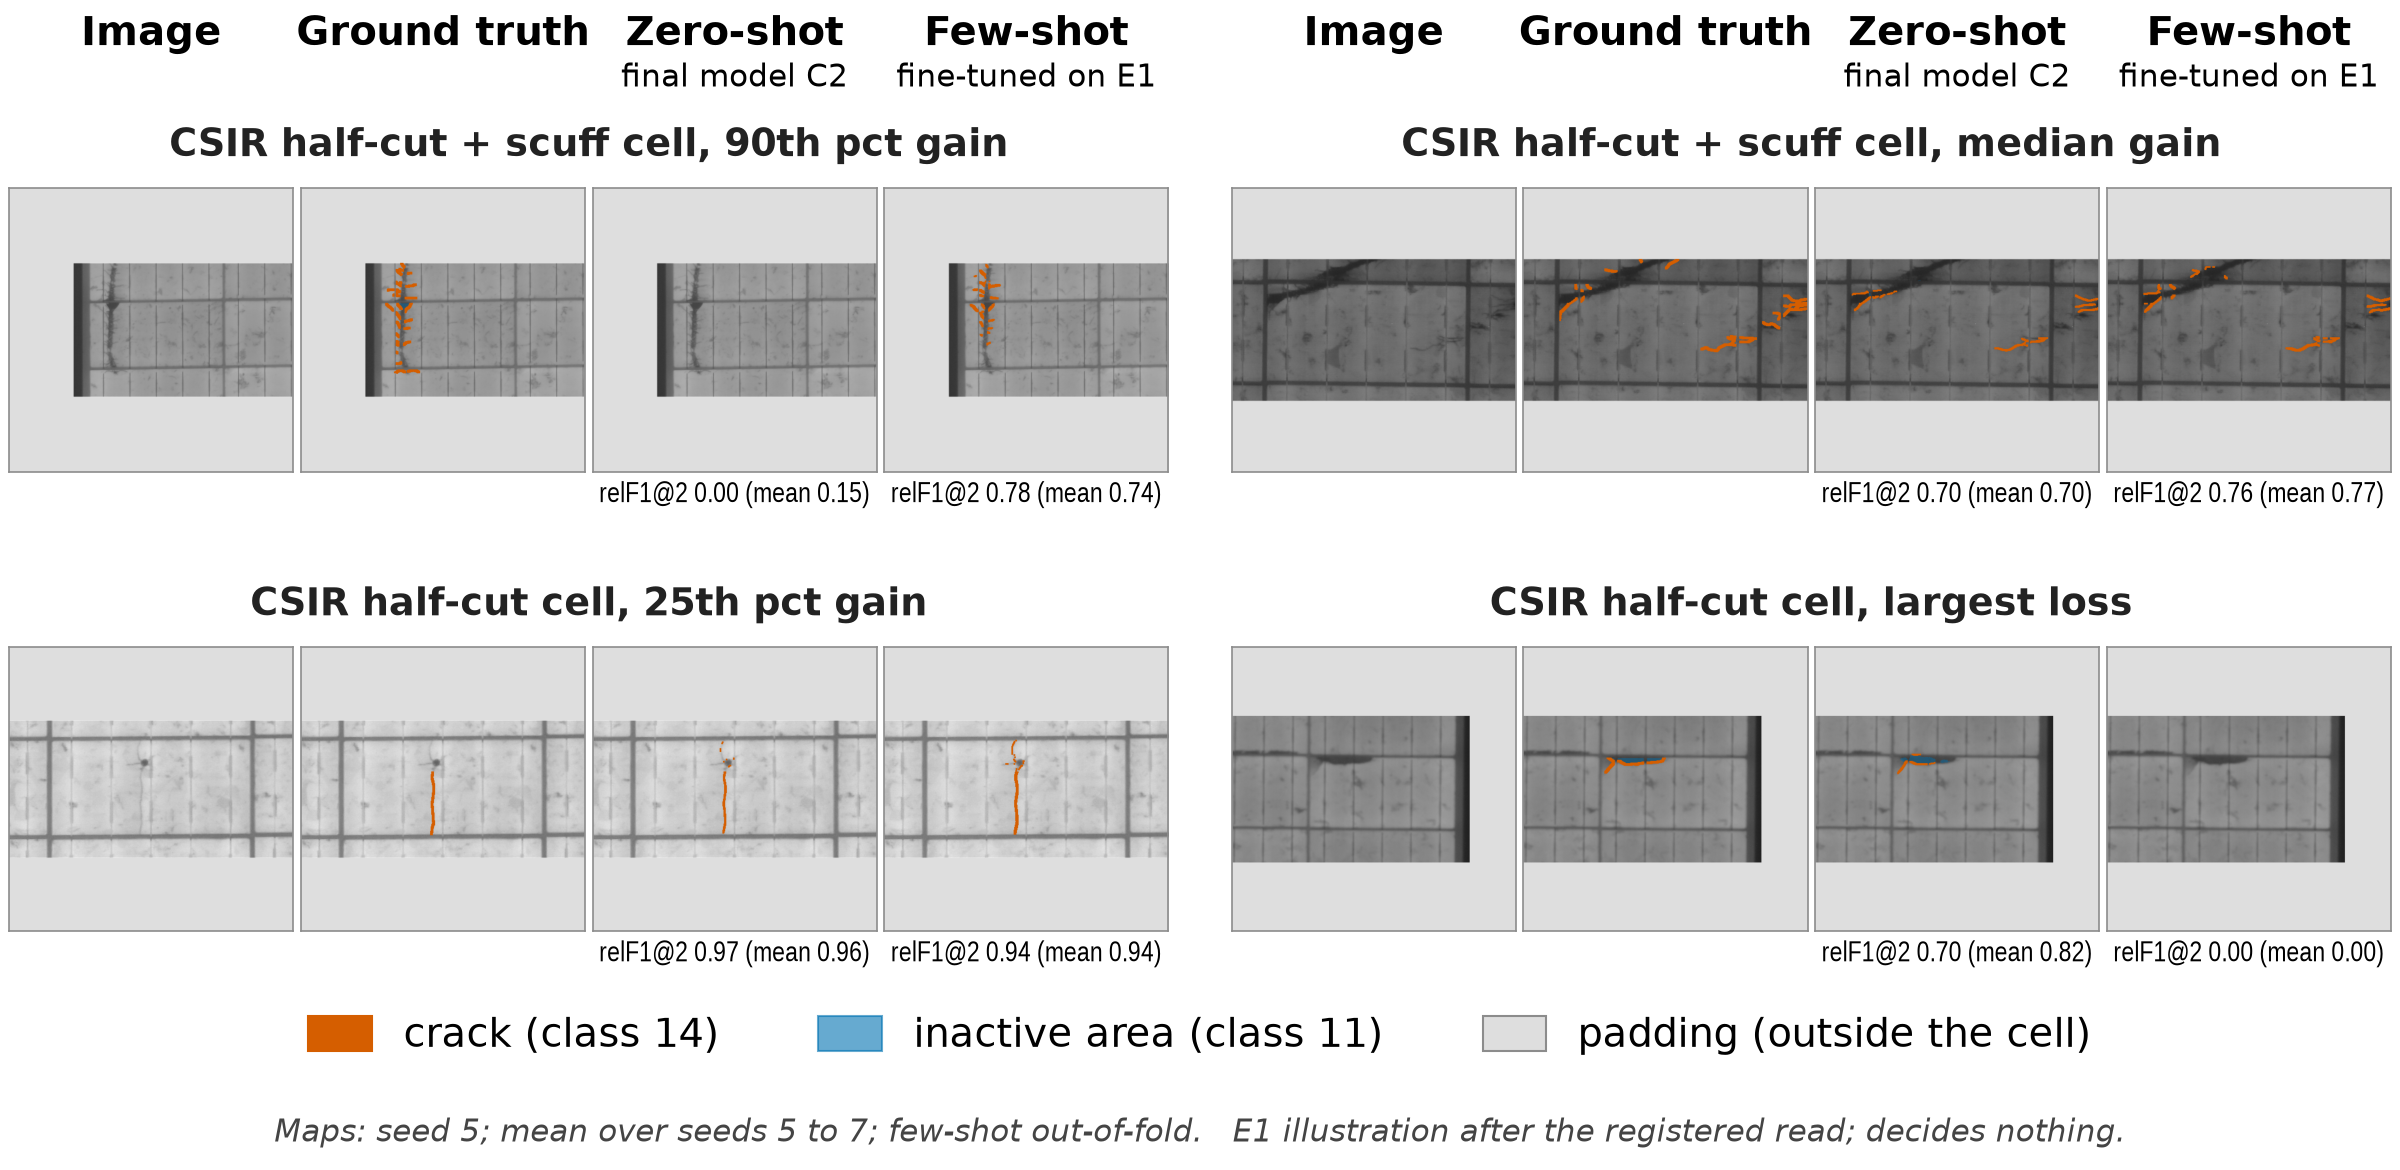 Image Ground truth Zero-shot Few-shot Image Ground truth Zero-shot Few-shot
final model C2 fine-tuned on E1 final model C2 fine-tuned on E1
CSIR half-cut + scuff cell, 90th pct gain
CSIR half-cut + scuff cell, median gain
relF1@2 0.00 (mean 0.15) relF1@2 0.78 (mean 0.74)
relF1@2 0.70 (mean 0.70) relF1@2 0.76 (mean 0.77)
CSIR half-cut cell, 25th pct gain
CSIR half-cut cell, largest loss
relF1@2 0.97 (mean 0.96) relF1@2 0.94 (mean 0.94)
relF1@2 0.70 (mean 0.82) relF1@2 0.00 (mean 0.00)
crack (class 14) inactive area (class 11) padding (outside the cell)
Maps: seed 5; mean over seeds 5 to 7; few-shot out-of-fold. E1 illustration after the registered read; decides nothing.